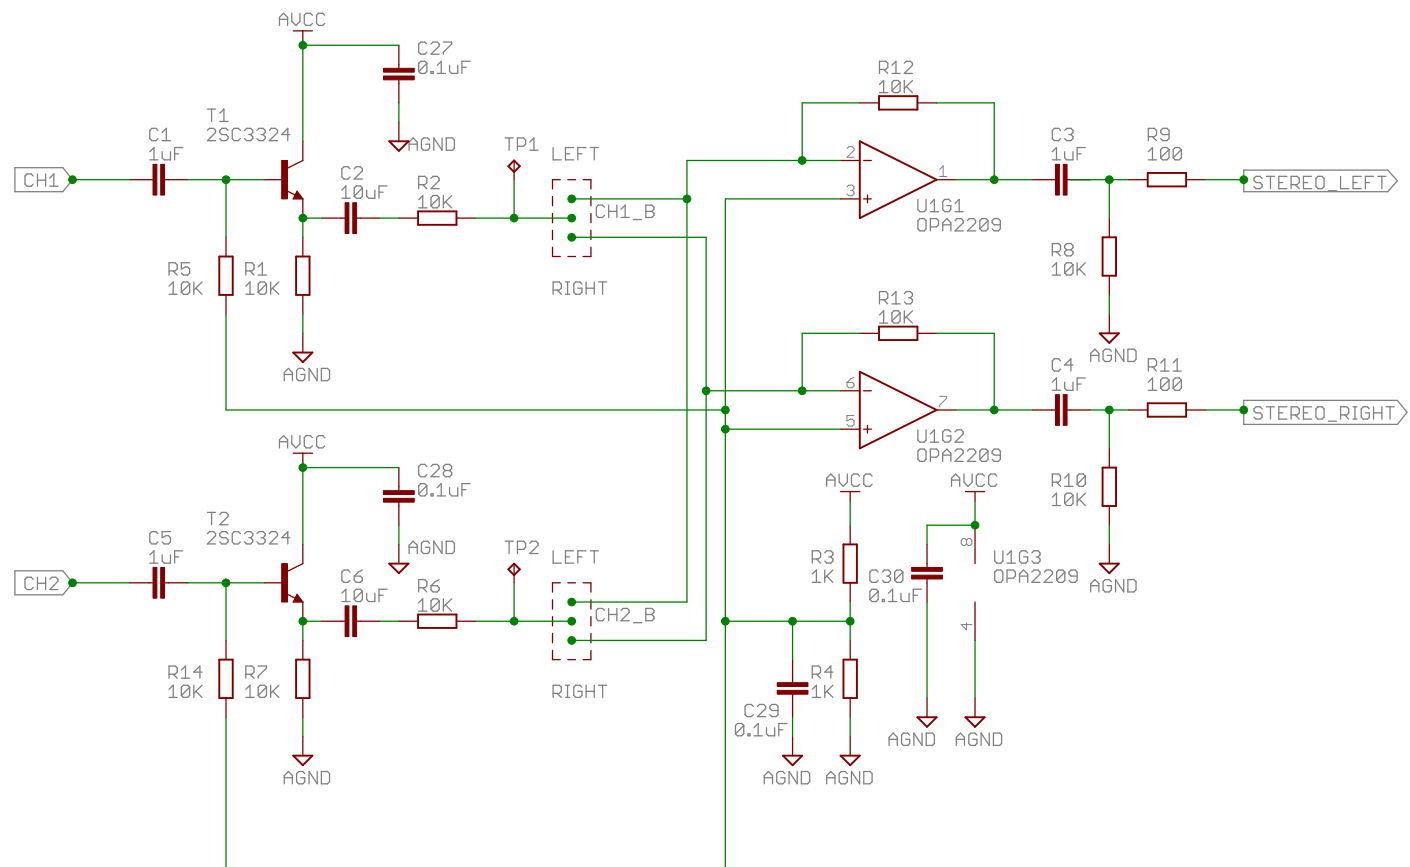 AVCC
C27
0.1uF
AGND
T1
2SC3324
C1
1uF
CH1
C2
10uF
R2
10K
TP1
LEFT
CH1_B
RIGHT
R5
10K
R1
10K
AGND
R12
10K
2
3
1
U1G1
OPA2209
C3
1uF
R9
100
STEREO_LEFT
R8
10K
AGND
R13
10K
6
5
7
U1G2
OPA2209
C4
1uF
R11
100
STEREO_RIGHT
R10
10K
AGND
AVCC
C28
0.1uF
AGND
T2
2SC3324
C5
1uF
CH2
C6
10uF
R6
10K
TP2
LEFT
CH2_B
RIGHT
R14
10K
R7
10K
AGND
AVCC
R3
1K
R4
1K
C29
0.1uF
AGND
AGND
AVCC
8
U1G3
OPA2209
C30
0.1uF
4
AGND
AGND